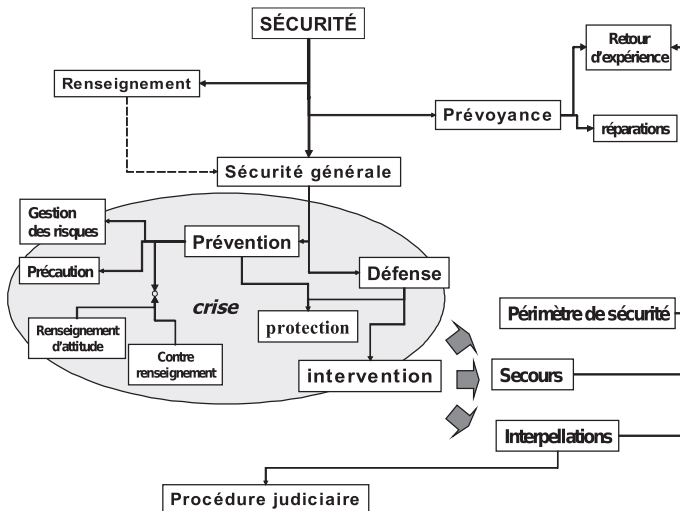 SÉCURITÉ
Retour
d'expérience
Renseignement
Prévoyance
réparations
Sécurité générale
Gestion
des risques
Prévention
Précaution
Défense
crise
Périmètre de sécurité
Renseignement
d'attitude
protection
Contre
renseignement
intervention
Secours
Interpellations
Procédure judiciaire